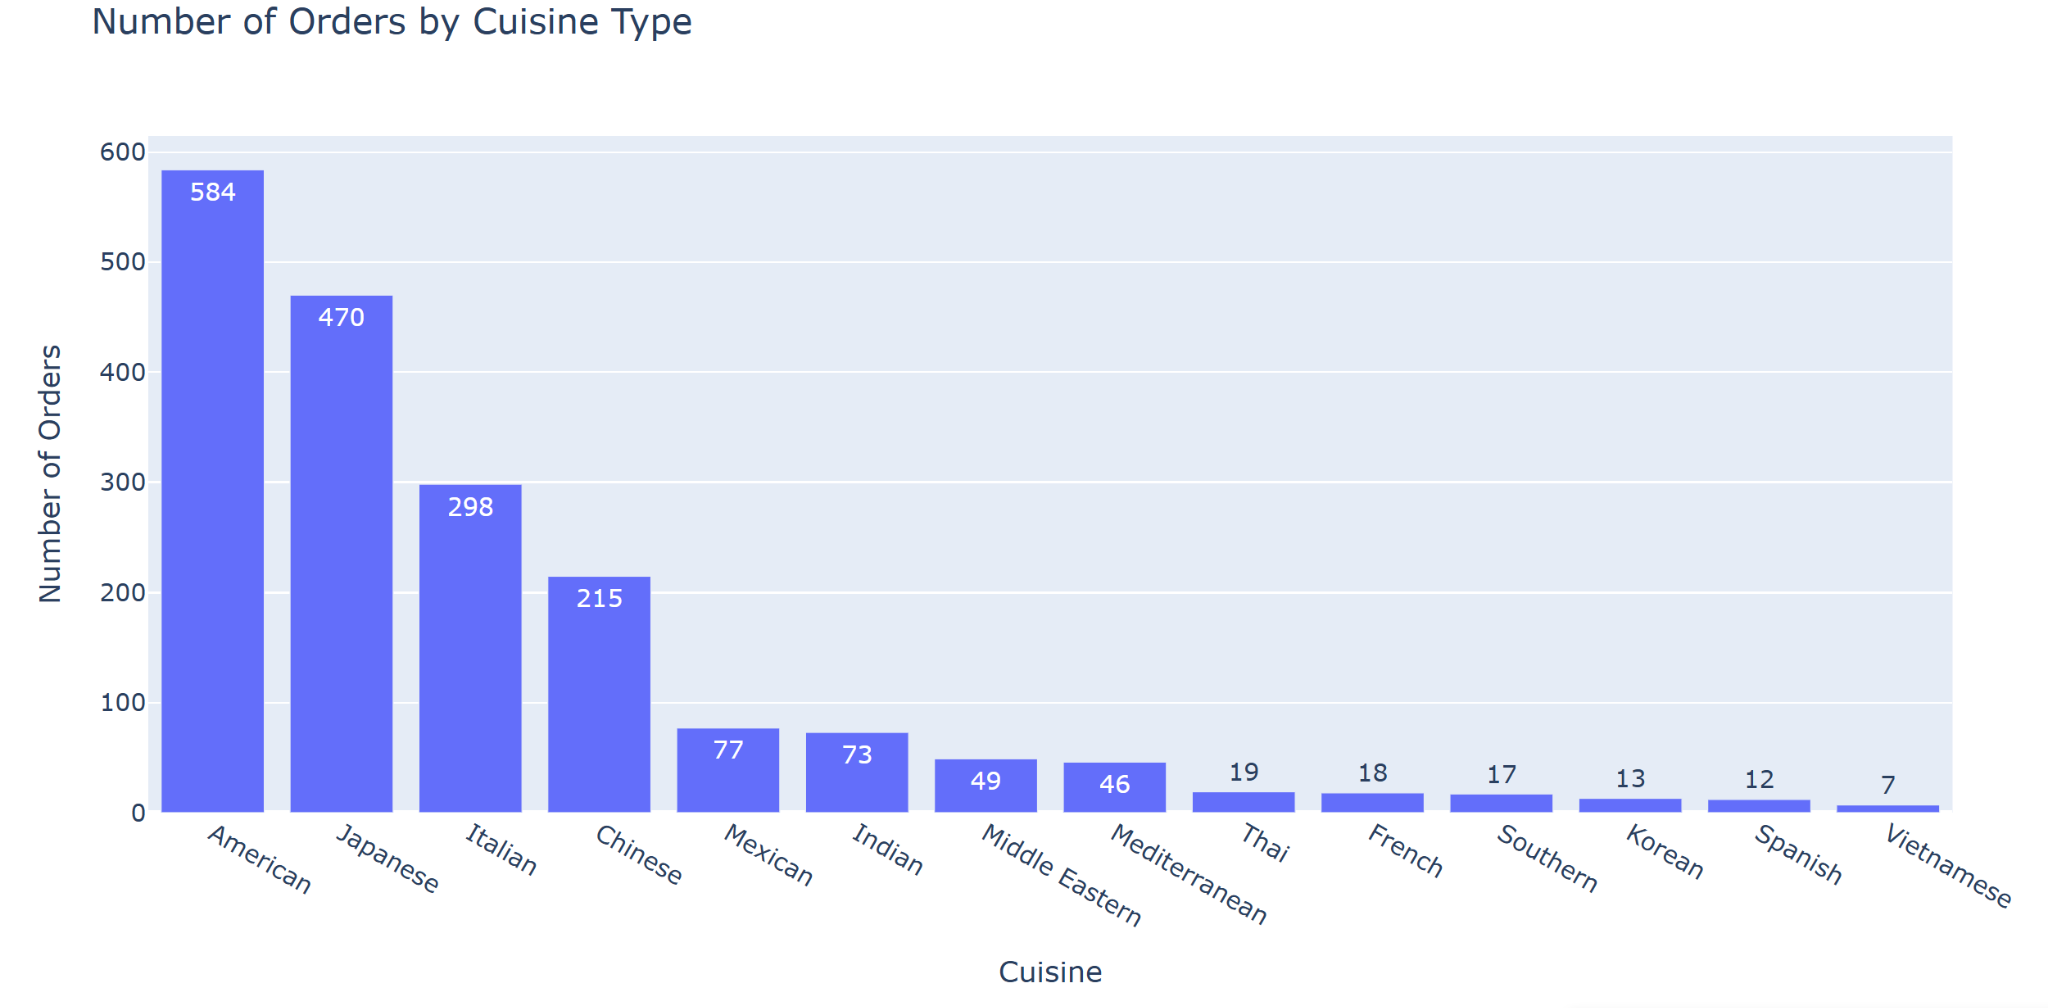 Number of Orders by Cuisine Type
Number of Orders
600
500
400
300
200
100
0
584
470
298
215
77
73
49
46
19
18
17
13
12
7
American
Japanese
Italian
Chinese
Mexican
Indian
Middle Eastern
Mediterranean
Thai
French
Southern
Korean
Spanish
Vietnamese
Cuisine